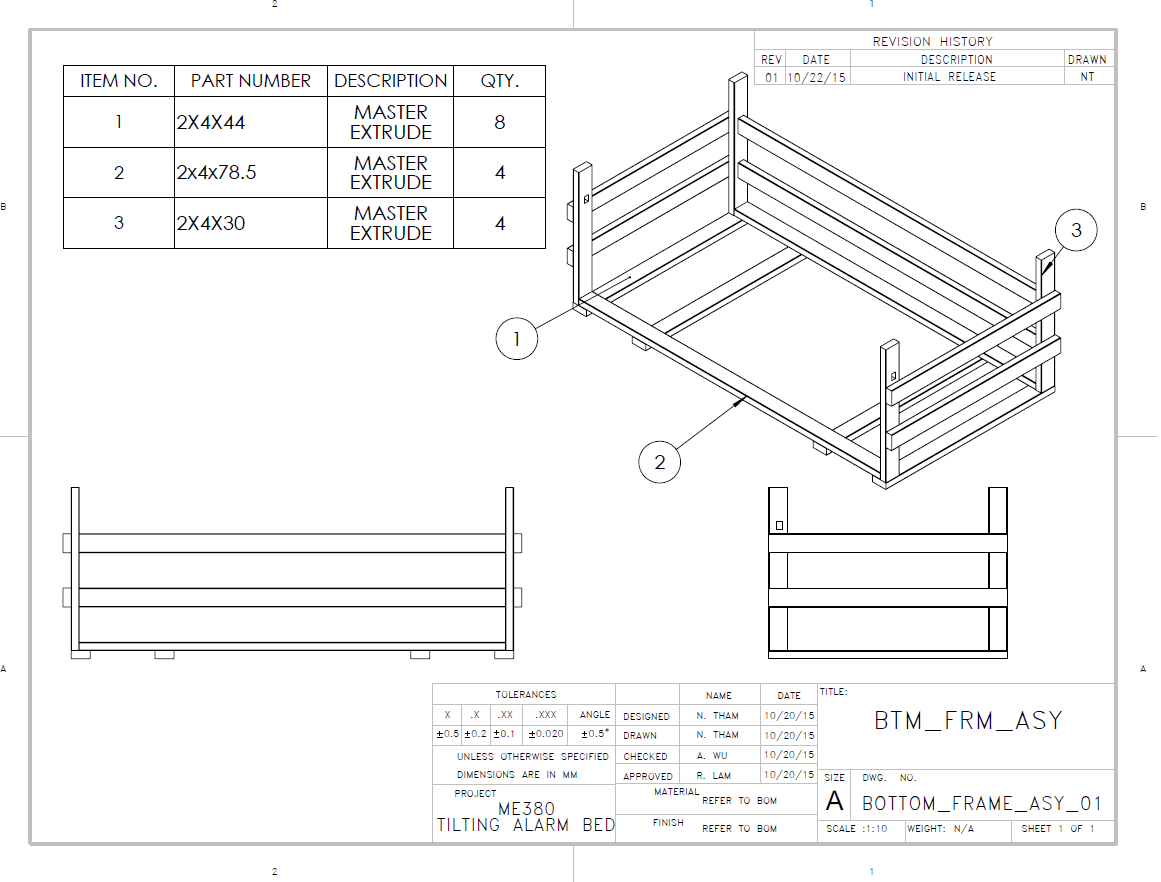 2
1
REVISION HISTORY
REV DATE DESCRIPTION DRAWN
01 10/22/15 INITIAL RELEASE NT
ITEM NO. PART NUMBER DESCRIPTION QTY.
1 2X4X44 MASTER EXTRUDE 8
2 2x4x78.5 MASTER EXTRUDE 4
3 2X4X30 MASTER EXTRUDE 4
B
B
3
1
2
A
A
TOLERANCES
X .X .XX .XXX ANGLE
±0.5 ±0.2 ±0.1 ±0.020 ±0.5°
UNLESS OTHERWISE SPECIFIED
DIMENSIONS ARE IN MM
PROJECT
ME380
TILTING ALARM BED
NAME DATE
DESIGNED N. THAM 10/20/15
DRAWN N. THAM 10/20/15
CHECKED A. WU 10/20/15
APPROVED R. LAM 10/20/15
MATERIAL REFER TO BOM
FINISH REFER TO BOM
TITLE:
BTM_FRM_ASY
SIZE DWG. NO.
A BOTTOM_FRAME_ASY_01
SCALE :1:10 WEIGHT: N/A SHEET 1 OF 1
2
1